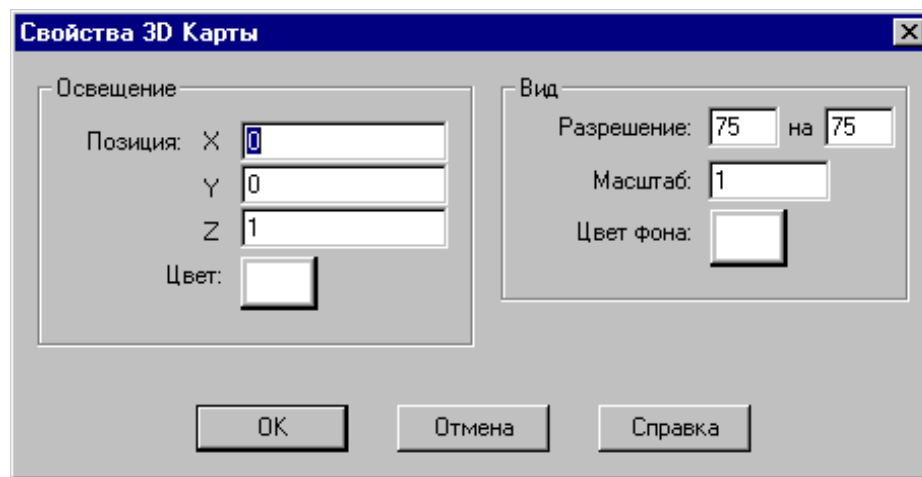 Свойства 3D Карты
Освещение
Позиция: X 0
Y 0
Z 1
Цвет:
Вид
Разрешение: 75 на 75
Масштаб: 1
Цвет фона:
OK Отмена Справка